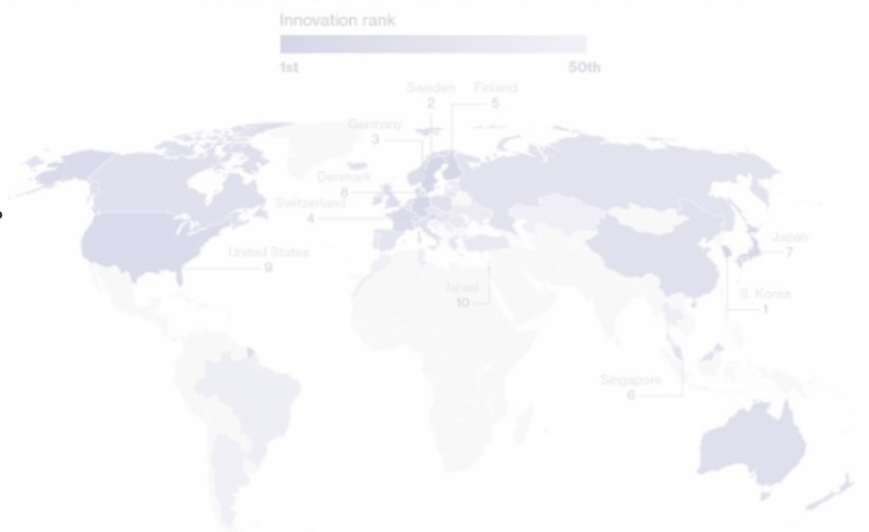 Innovation rank
1st 50th
Sweden Finland
2 5
Germany
3
Denmark
8
Switzerland
4
United States
9
Japan
7
Israel
10
S. Korea
1
Singapore
6